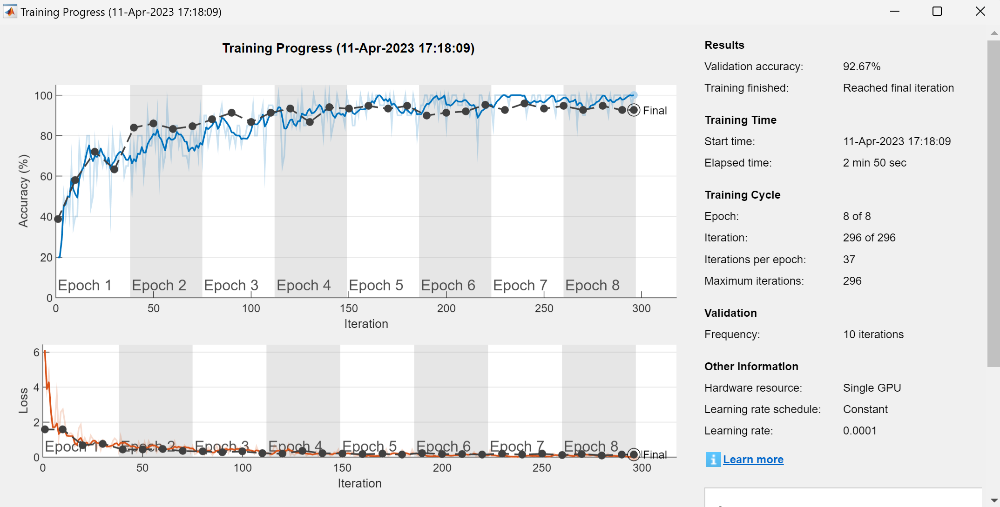 Training Progress (11-Apr-2023 17:18:09)
Training Progress (11-Apr-2023 17:18:09)
Accuracy (%)
100
80
60
40
20
0
Final
Epoch 1
Epoch 2
Epoch 3
Epoch 4
Epoch 5
Epoch 6
Epoch 7
Epoch 8
0 50 100 150 200 250 300
Iteration
Loss
6
4
2
0
Epoch 1
Epoch 2
Epoch 3
Epoch 4
Epoch 5
Epoch 6
Epoch 7
Epoch 8
Final
0 50 100 150 200 250 300
Iteration
Results
Validation accuracy: 92.67%
Training finished: Reached final iteration
Training Time
Start time: 11-Apr-2023 17:18:09
Elapsed time: 2 min 50 sec
Training Cycle
Epoch: 8 of 8
Iteration: 296 of 296
Iterations per epoch: 37
Maximum iterations: 296
Validation
Frequency: 10 iterations
Other Information
Hardware resource: Single GPU
Learning rate schedule: Constant
Learning rate: 0.0001
Learn more